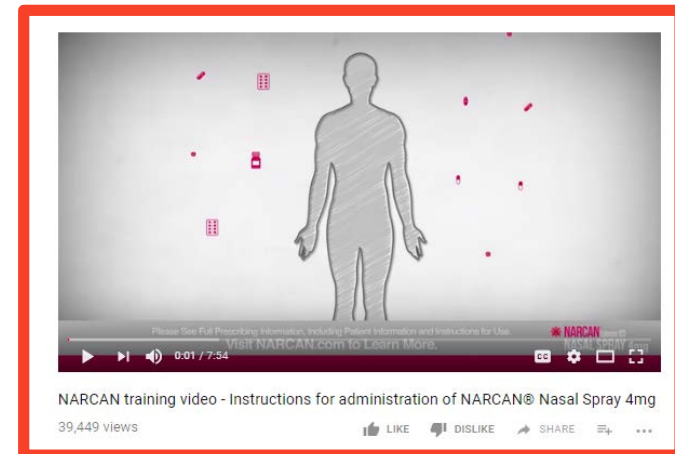 Please See Full Prescribing Information, Including Patient Information and Instructions for Use.
Visit NARCAN.com to Learn More.
NARCAN
NASAL SPRAY 4mg
0:01 / 7:54
CC
NARCAN training video - Instructions for administration of NARCAN® Nasal Spray 4mg
39,449 views
LIKE
DISLIKE
SHARE